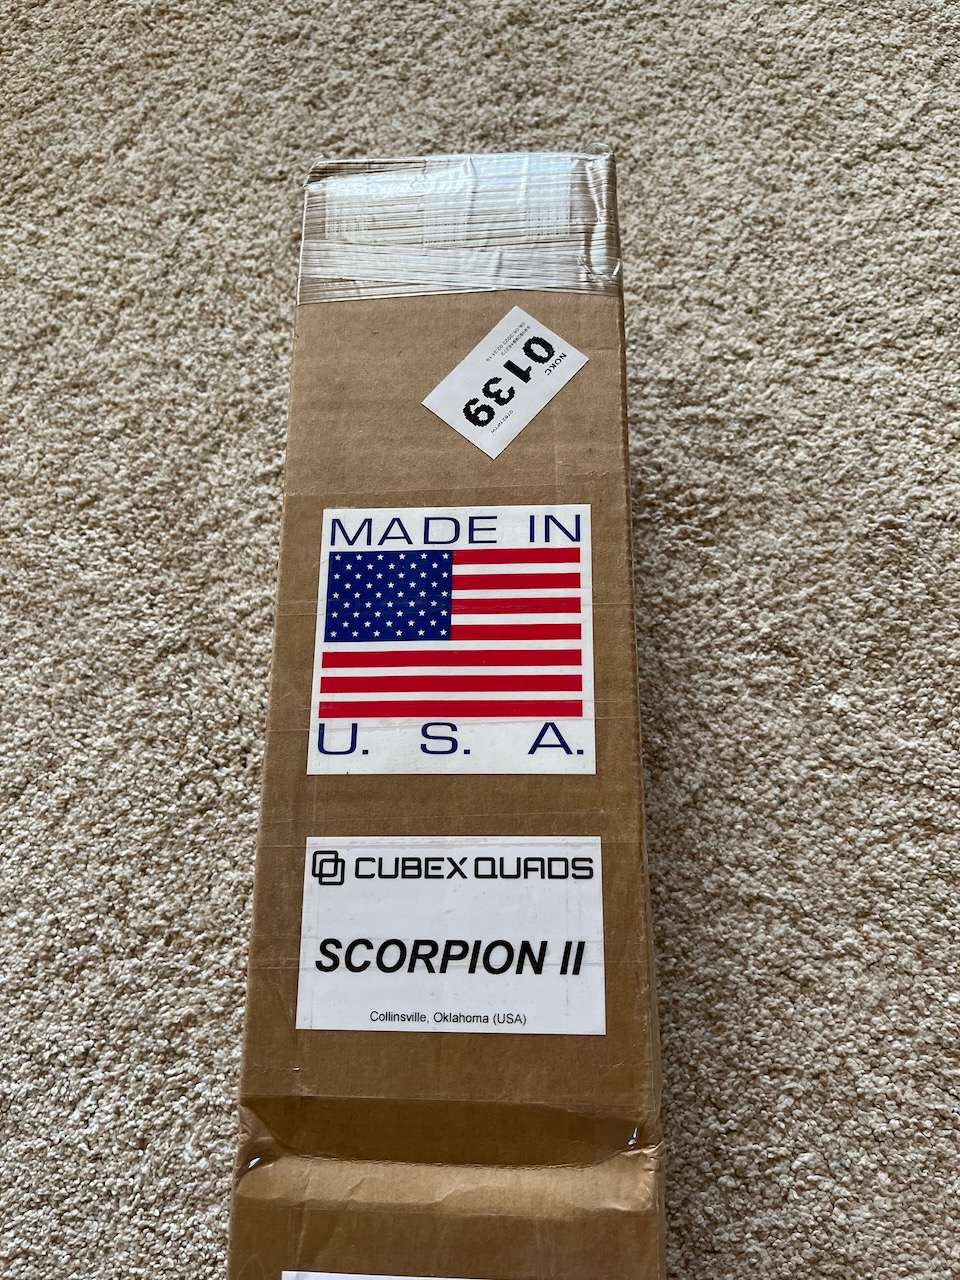 NOKC
0139
MADE IN
U. S. A.
CUBEX QUADS
SCORPION II
Collinsville, Oklahoma (USA)